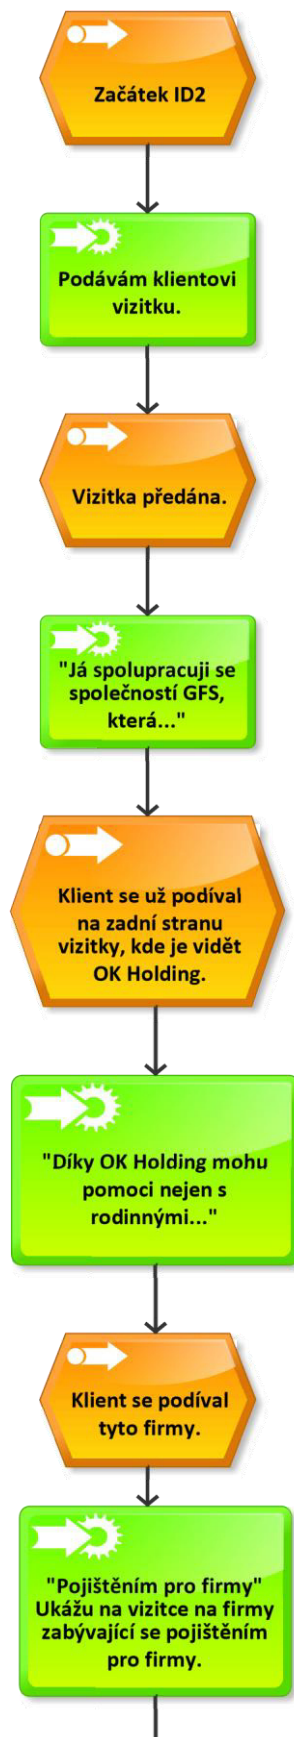 Začátek ID2
Podávám klientovi
vizitku.
Vizitka předána.
"Já spolupracuji se
společností GFS,
která..."
Klient se už podíval
na zadní stranu
vizitky, kde je vidět
OK Holding.
"Díky OK Holding mohu
pomoci nejen s
rodinnými..."
Klient se podíval
tyto firmy.
"Pojištěním pro firmy"
Ukážu na vizitce na firmy
zabývající se pojištěním
pro firmy.